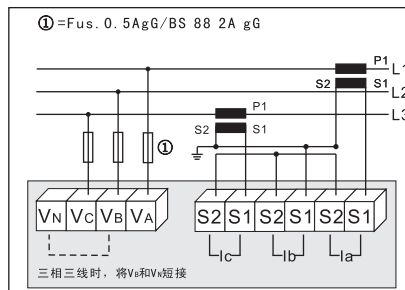 ①=Fus. 0.5AgG/BS 88 2A gG
P1
L1
S2 S1
L2
P1
L3
S2 S1
①
VN VC VB VA
S2 S1 S2 S1 S2 S1
Ic Ib Ia
三相三线时，将VB和VN短接